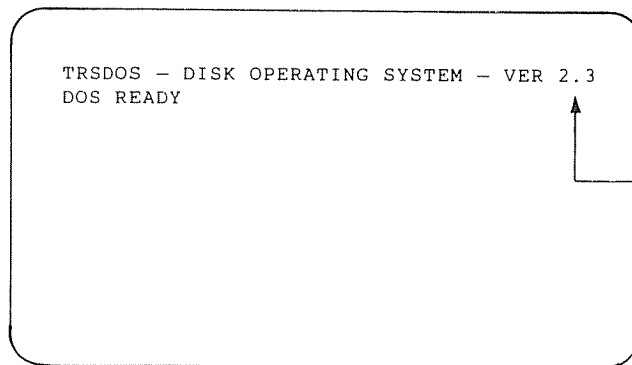 TRSDOS — DISK OPERATING SYSTEM — VER 2.3
DOS READY